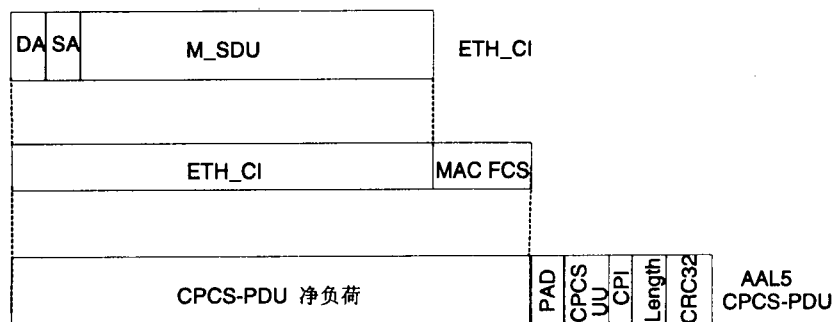 DA SA M_SDU ETH_CI
ETH_CI MAC FCS
CPCS-PDU 净负荷 PAD CPCS UU CPI Length CRC32 AAL5 CPCS-PDU